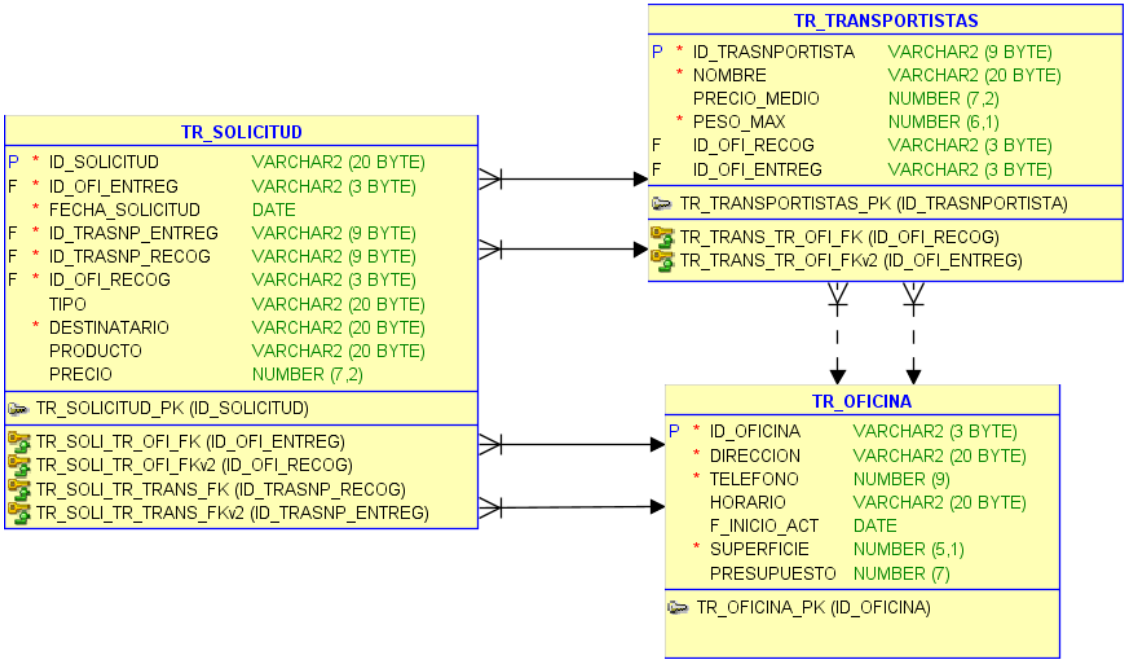 TR_TRANSPORTISTAS
P * ID_TRASNPORTISTA VARCHAR2 (9 BYTE)
* NOMBRE VARCHAR2 (20 BYTE)
PRECIO_MEDIO NUMBER (7,2)
* PESO_MAX NUMBER (6,1)
F ID_OFI_RECOG VARCHAR2 (3 BYTE)
F ID_OFI_ENTREG VARCHAR2 (3 BYTE)
TR_TRANSPORTISTAS_PK (ID_TRASNPORTISTA)
TR_TRANS_TR_OFI_FK (ID_OFI_RECOG)
TR_TRANS_TR_OFI_FKv2 (ID_OFI_ENTREG)
TR_SOLICITUD
P * ID_SOLICITUD VARCHAR2 (20 BYTE)
F * ID_OFI_ENTREG VARCHAR2 (3 BYTE)
* FECHA_SOLICITUD DATE
F * ID_TRASNP_ENTREG VARCHAR2 (9 BYTE)
F * ID_TRASNP_RECOG VARCHAR2 (9 BYTE)
F * ID_OFI_RECOG VARCHAR2 (3 BYTE)
TIPO VARCHAR2 (20 BYTE)
* DESTINATARIO VARCHAR2 (20 BYTE)
PRODUCTO VARCHAR2 (20 BYTE)
PRECIO NUMBER (7,2)
TR_SOLICITUD_PK (ID_SOLICITUD)
TR_SOLI_TR_OFI_FK (ID_OFI_ENTREG)
TR_SOLI_TR_OFI_FKv2 (ID_OFI_RECOG)
TR_SOLI_TR_TRANS_FK (ID_TRASNP_RECOG)
TR_SOLI_TR_TRANS_FKv2 (ID_TRASNP_ENTREG)
TR_OFICINA
P * ID_OFICINA VARCHAR2 (3 BYTE)
* DIRECCION VARCHAR2 (20 BYTE)
* TELEFONO NUMBER (9)
HORARIO VARCHAR2 (20 BYTE)
F_INICIO_ACT DATE
* SUPERFICIE NUMBER (5,1)
PRESUPUESTO NUMBER (7)
TR_OFICINA_PK (ID_OFICINA)